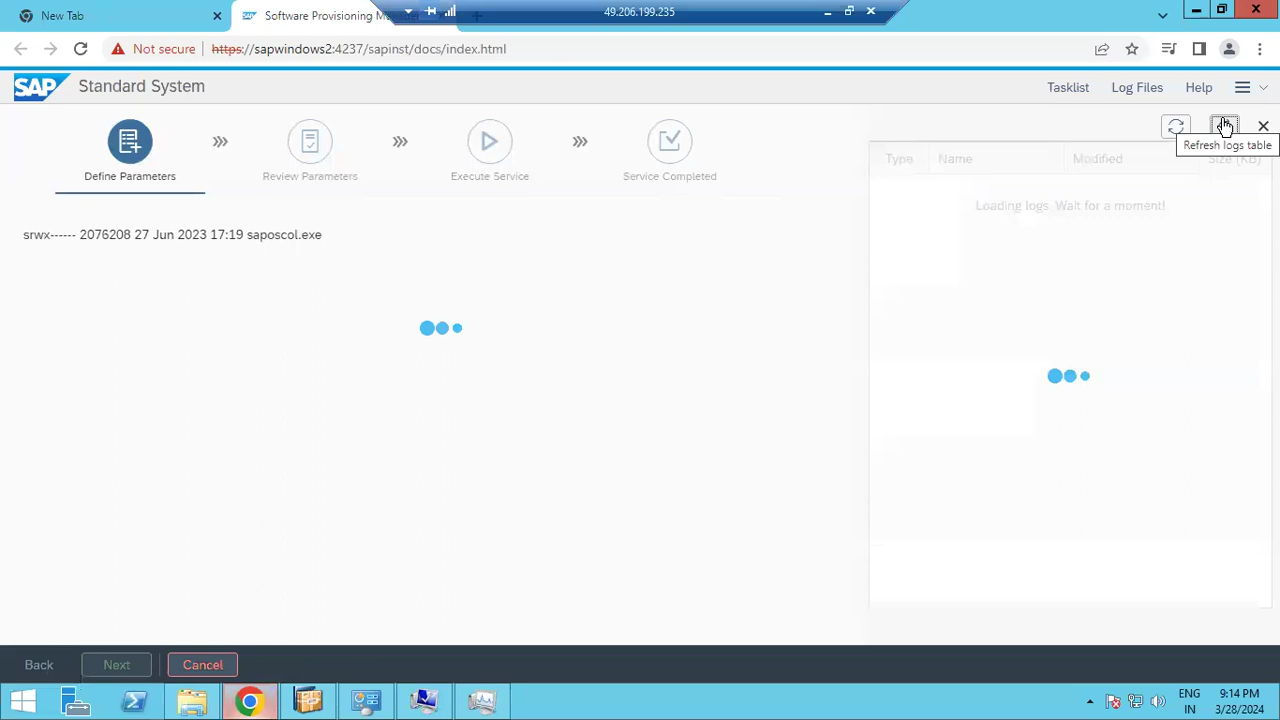 New Tab
Software Provisioning M
49.206.199.235
Not secure
https://sapwindows2:4237/sapinst/docs/index.html
SAP
Standard System
Tasklist
Log Files
Help
Define Parameters
Review Parameters
Execute Service
Service Completed
Refresh logs table
Type
Name
Modified
Size (KB)
Loading logs. Wait for a moment!
srwx------ 2076208 27 Jun 2023 17:19 saposcol.exe
Back
Next
Cancel
ENG
IN
9:14 PM
3/28/2024